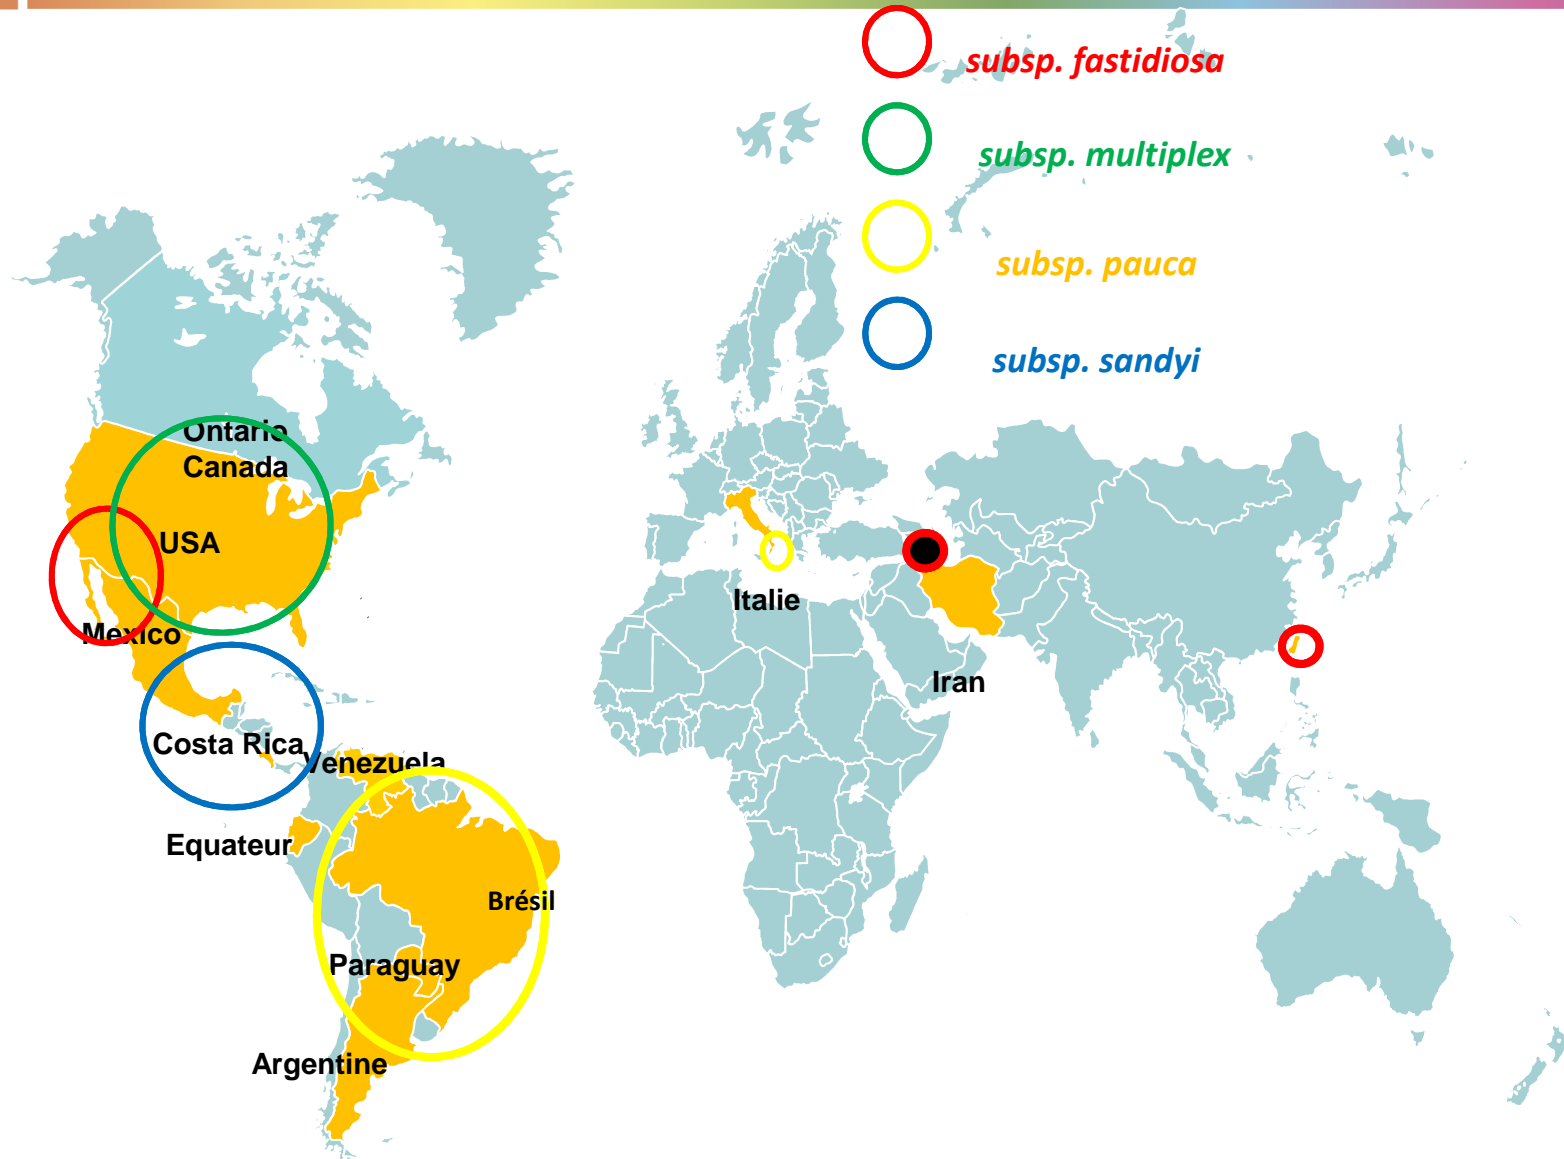 subsp. fastidiosa
subsp. multiplex
subsp. pauca
subsp. sandyi
Ontario
Canada
USA
Mexico
Italie
Iran
Costa Rica
Venezuela
Equateur
Brésil
Paraguay
Argentine